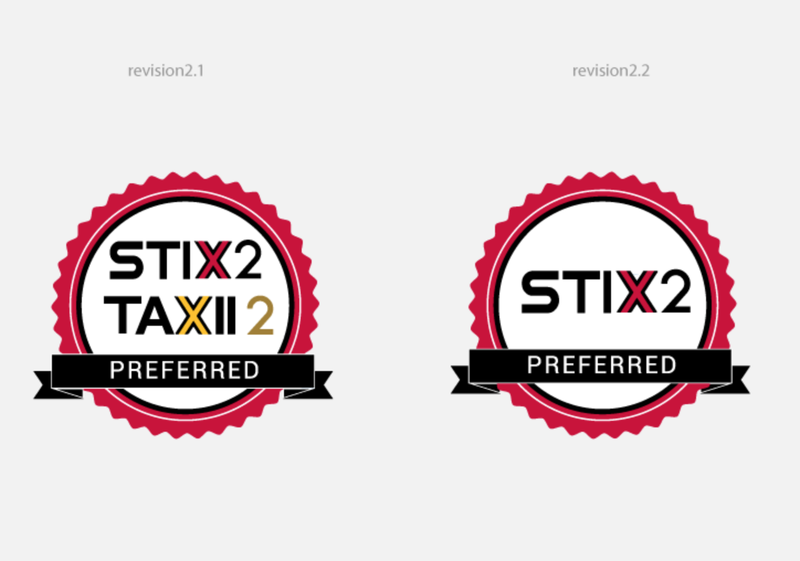 revision2.1
revision2.2
STIX2
TAXII 2
PREFERRED
STIX2
PREFERRED